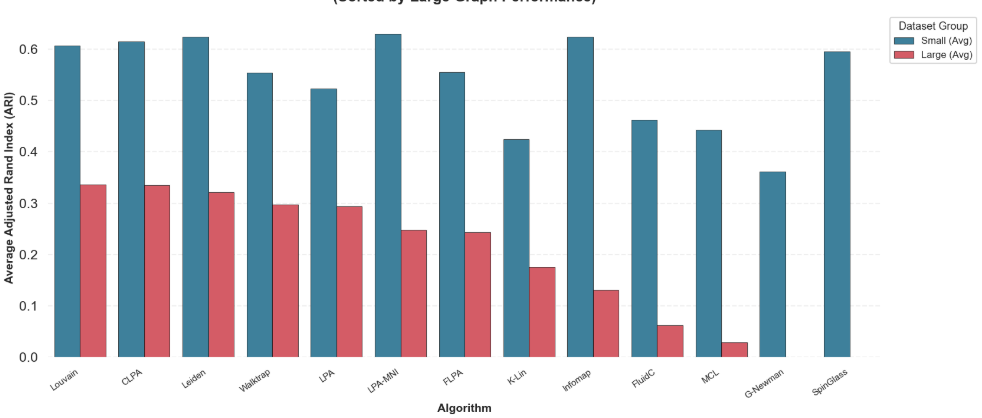 (Sorted by Large Graph Performance)
Dataset Group
Small (Avg)
Large (Avg)
Average Adjusted Rand Index (ARI)
0.6
0.5
0.4
0.3
0.2
0.1
0.0
Louvain
CLPA
Leiden
Walktrap
LPA
LPA-MNI
FLPA
K-Lin
Infomap
FluidC
MCL
G-Newman
SpinGlass
Algorithm